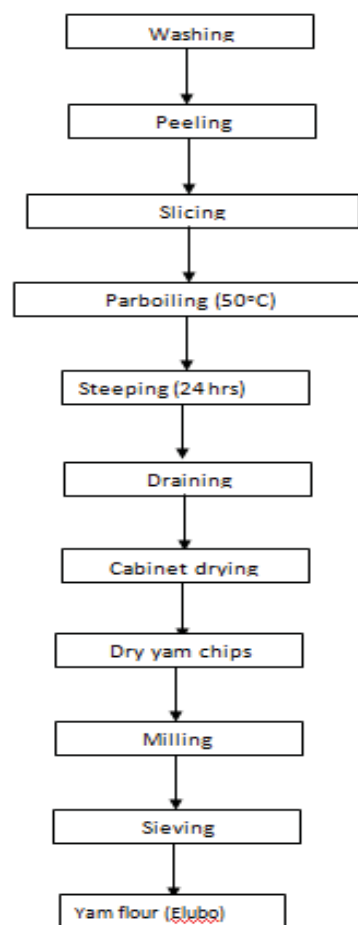 Washing
Peeling
Slicing
Parboiling (50°C)
Steeping (24 hrs)
Draining
Cabinet drying
Dry yam chips
Milling
Sieving
Yam flour (Elubo)